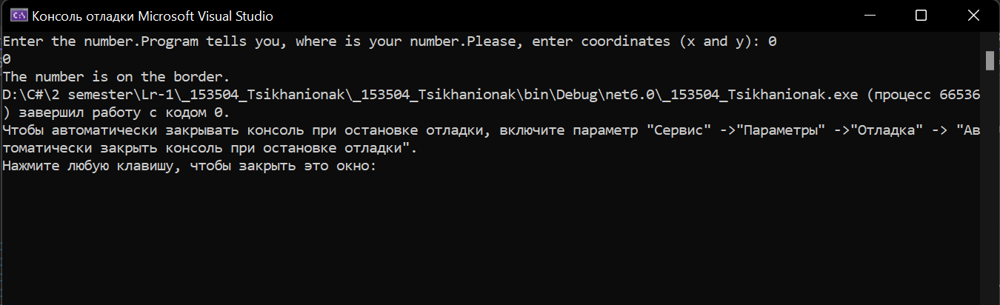 Консоль отладки Microsoft Visual Studio
Enter the number.Program tells you, where is your number.Please, enter coordinates (x and y): 0
0
The number is on the border.
D:\C#\2 semester\Lr-1\_153504_Tsikhanionak\_153504_Tsikhanionak\bin\Debug\net6.0\_153504_Tsikhanionak.exe (процесс 66536
) завершил работу с кодом 0.
Чтобы автоматически закрывать консоль при остановке отладки, включите параметр "Сервис" ->"Параметры" ->"Отладка" -> "Ав
томатически закрыть консоль при остановке отладки".
Нажмите любую клавишу, чтобы закрыть это окно: